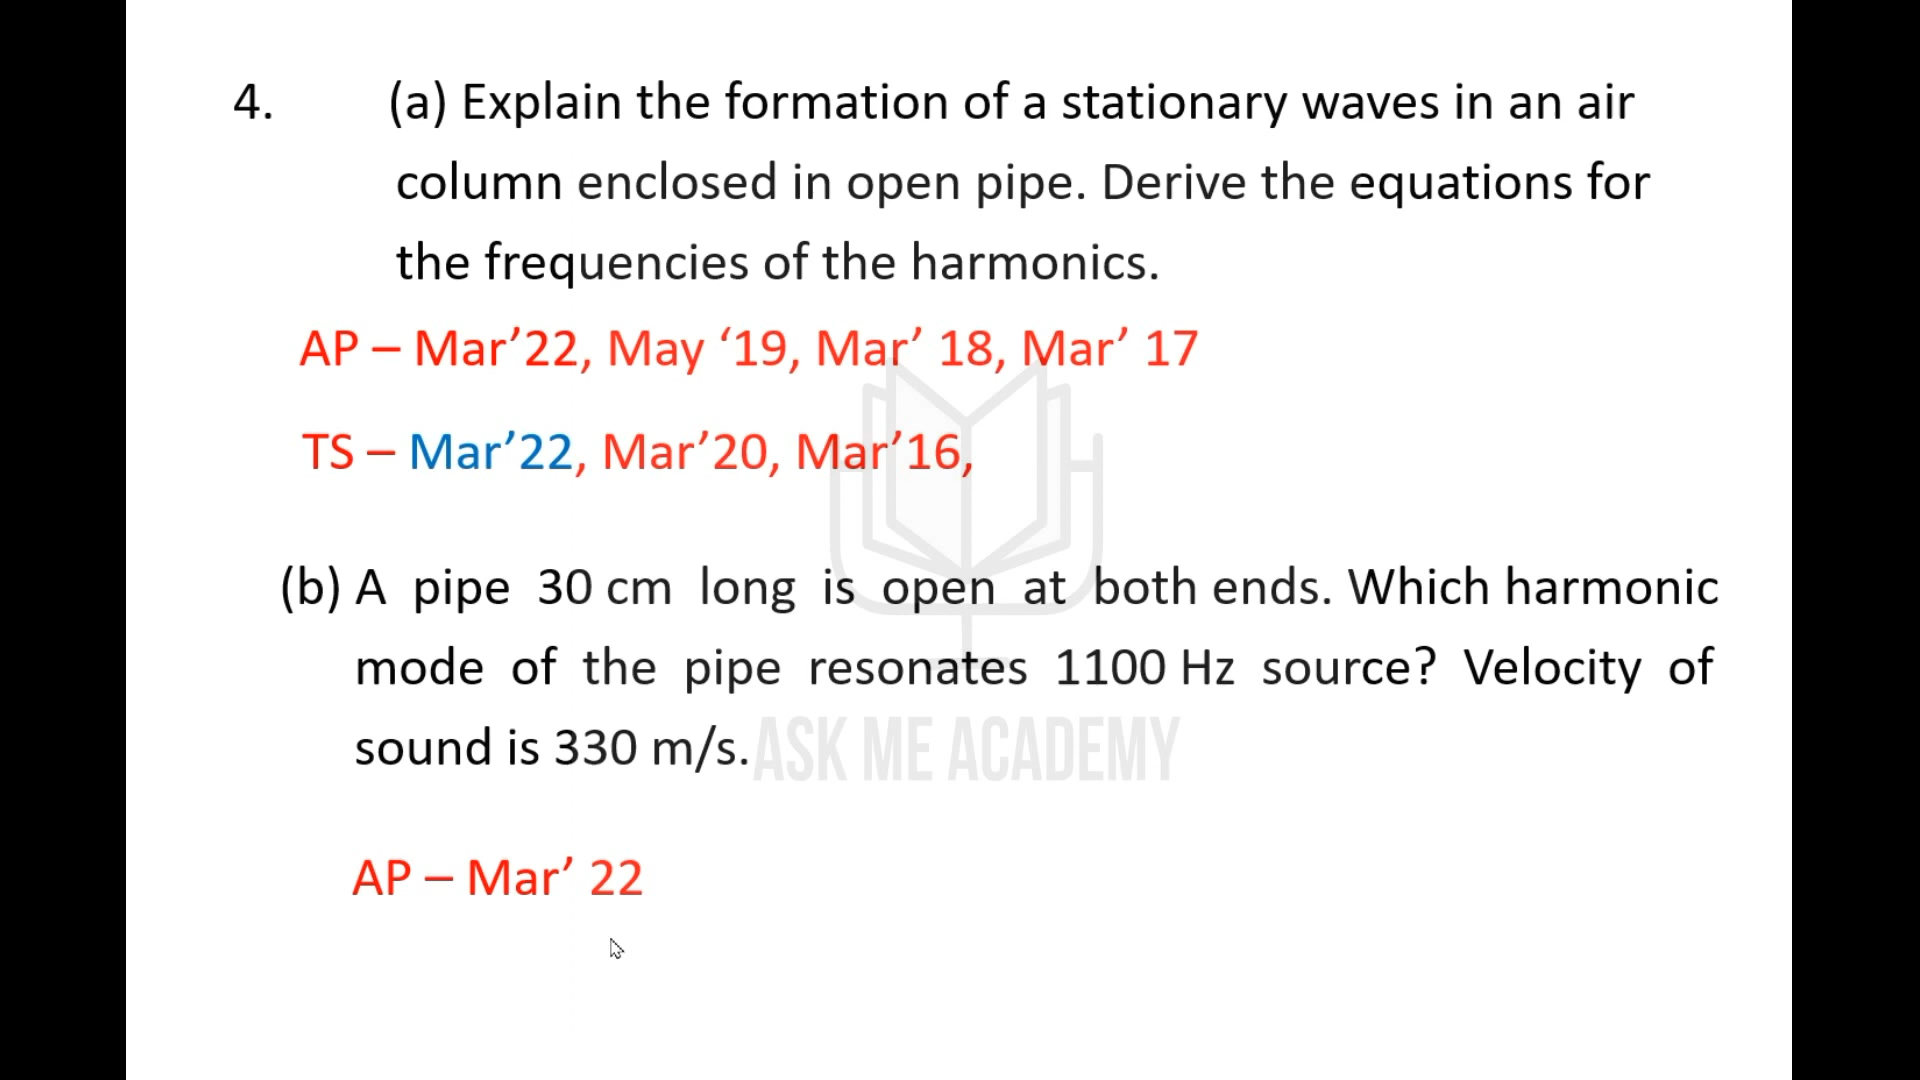 4. (a) Explain the formation of a stationary waves in an air
column enclosed in open pipe. Derive the equations for
the frequencies of the harmonics.
AP – Mar’22, May ‘19, Mar’ 18, Mar’ 17
TS – Mar’22, Mar’20, Mar’16,
(b) A pipe 30 cm long is open at both ends. Which harmonic
mode of the pipe resonates 1100 Hz source? Velocity of
sound is 330 m/s.
ASK ME ACADEMY
AP – Mar’ 22